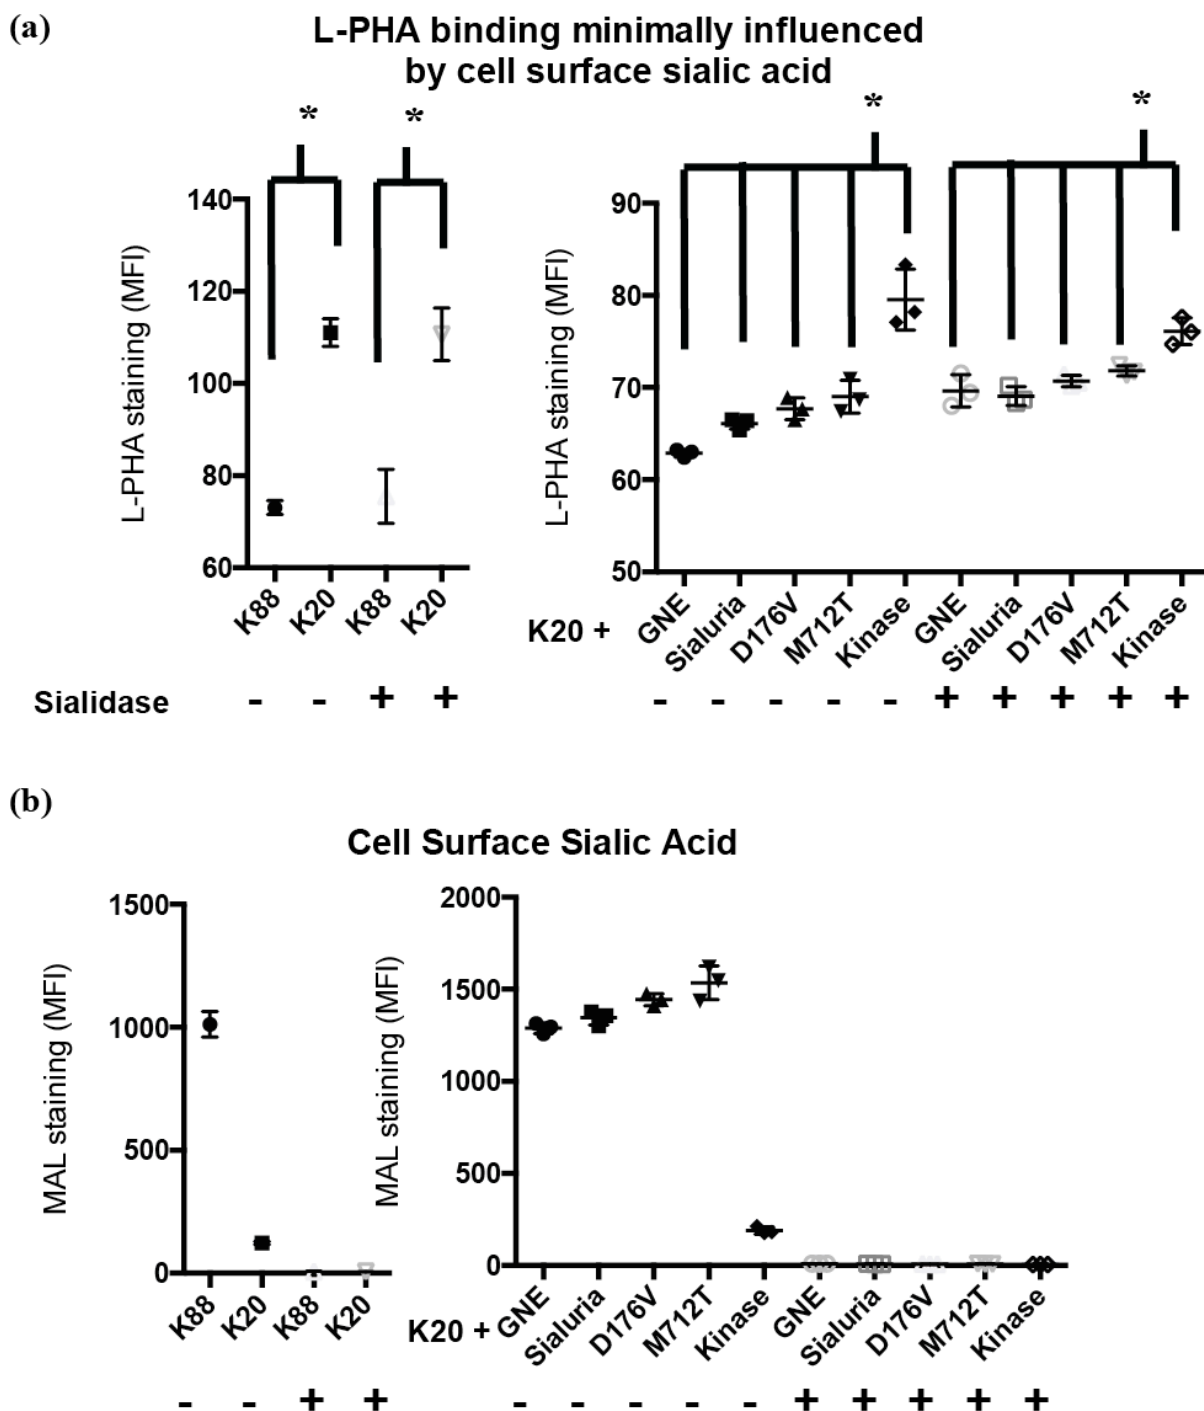 (a)
L-PHA binding minimally influenced
by cell surface sialic acid
* * * *
L-PHA staining (MFI)
140
120
100
80
60
K88 K20 K88 K20
L-PHA staining (MFI)
90
80
70
60
50
K20 + GNE Sialuria D176V M712T Kinase GNE Sialuria D176V M712T Kinase
Sialidase - - + + - - - - - + + + + +
(b)
Cell Surface Sialic Acid
MAL staining (MFI)
1500
1000
500
0
K88 K20 K88 K20
MAL staining (MFI)
2000
1500
1000
500
0
K20 + GNE Sialuria D176V M712T Kinase GNE Sialuria D176V M712T Kinase
- - + + - - - - - + + + + +